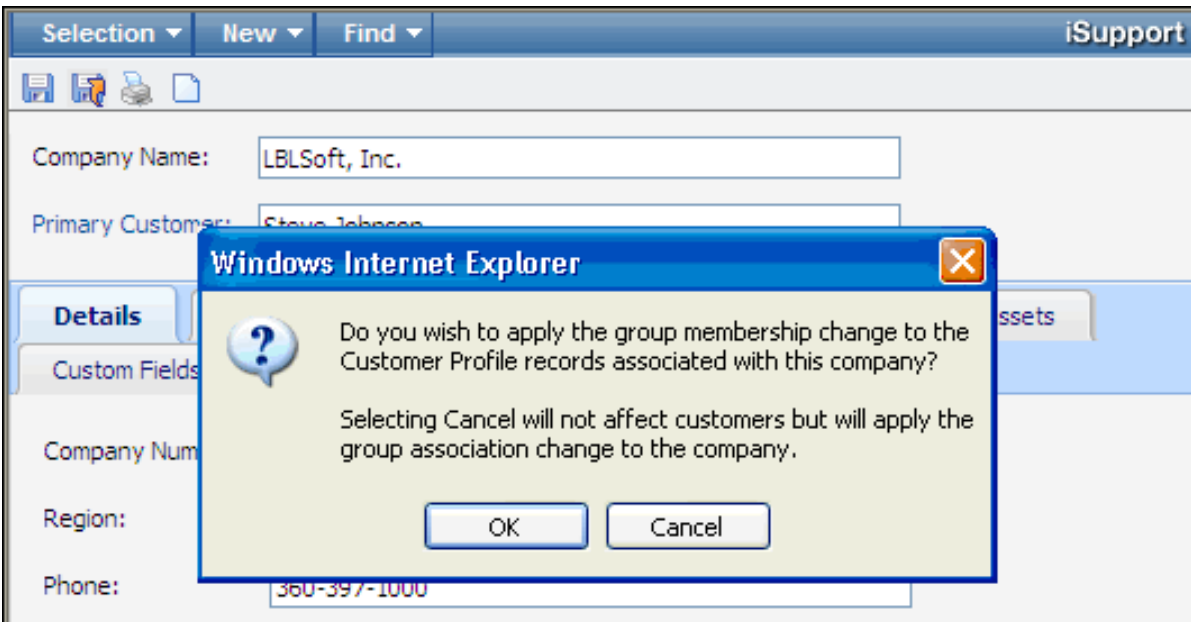 Selection New Find iSupport
Company Name: LBLSoft, Inc.
Primary Customer: Steve Johnson
Windows Internet Explorer
Details
Do you wish to apply the group membership change to the
Customer Profile records associated with this company?
Selecting Cancel will not affect customers but will apply the
group association change to the company.
ssets
Custom Fields
Company Num
Region:
OK Cancel
Phone: 360-397-1000